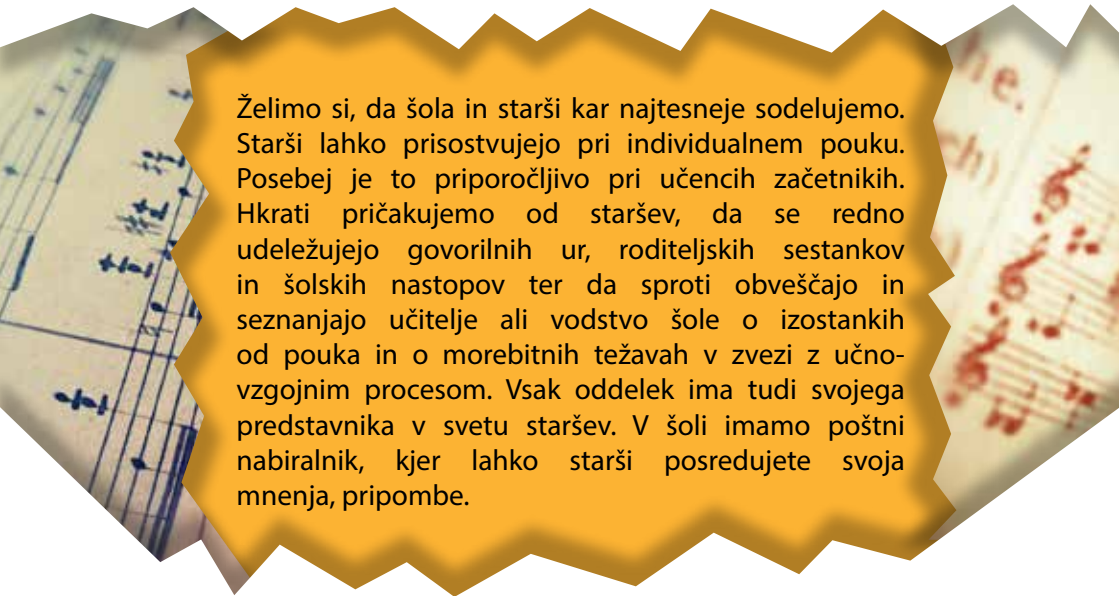 Želimo si, da šola in starši kar najtesneje sodelujemo.
Starši lahko prisostvujejo pri individualnem pouku.
Posebej je to priporočljivo pri učencih začetnikih.
Hkrati pričakujemo od staršev, da se redno
udeležujejo govorilnih ur, roditeljskih sestankov
in šolskih nastopov ter da sproti obveščajo in
seznanjajo učitelje ali vodstvo šole o izostankih
od pouka in o morebitnih težavah v zvezi z učno-
vzgojnim procesom. Vsak oddelek ima tudi svojega
predstavnika v svetu staršev. V šoli imamo poštni
nabiralnik, kjer lahko starši posredujete svoja
mnenja, pripombe.